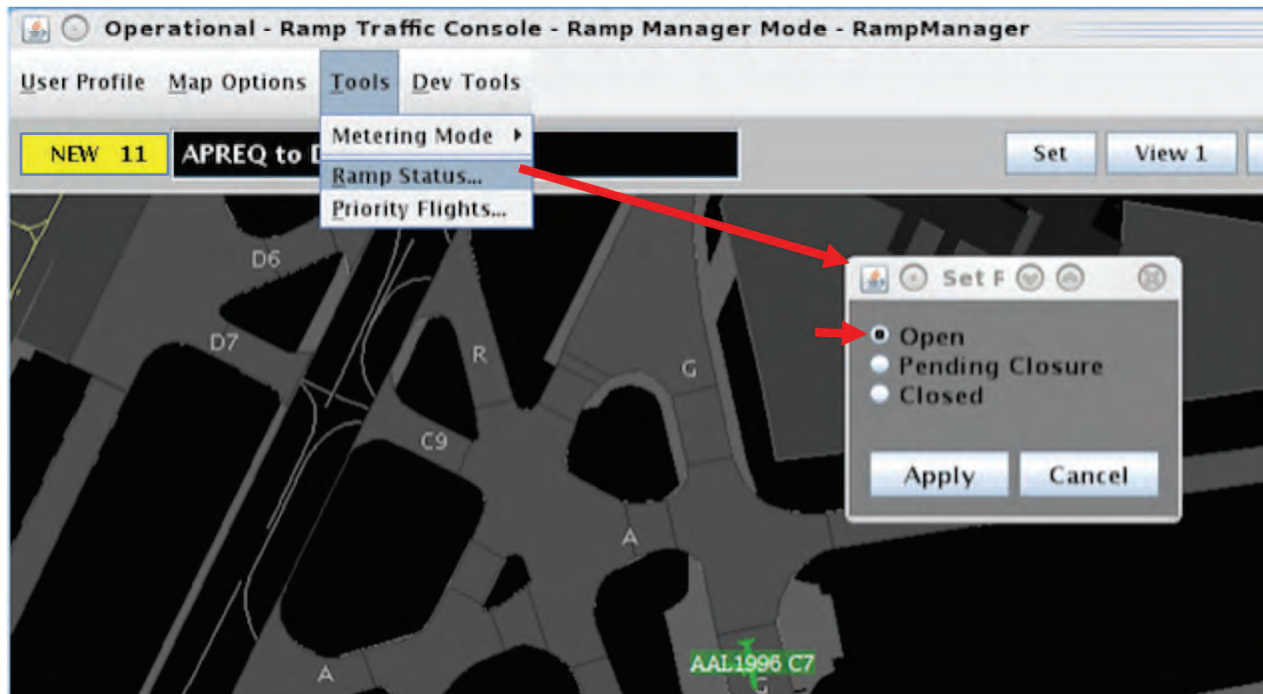 Operational - Ramp Traffic Console - Ramp Manager Mode - RampManager
User Profile Map Options Tools Dev Tools
Metering Mode
NEW 11 APREQ to Set View 1
Ramp Status...
Priority Flights...
D6
Set
Open
D7
R
G
Pending Closure
Closed
C9
Apply Cancel
A
AAL1996 C7
A
G